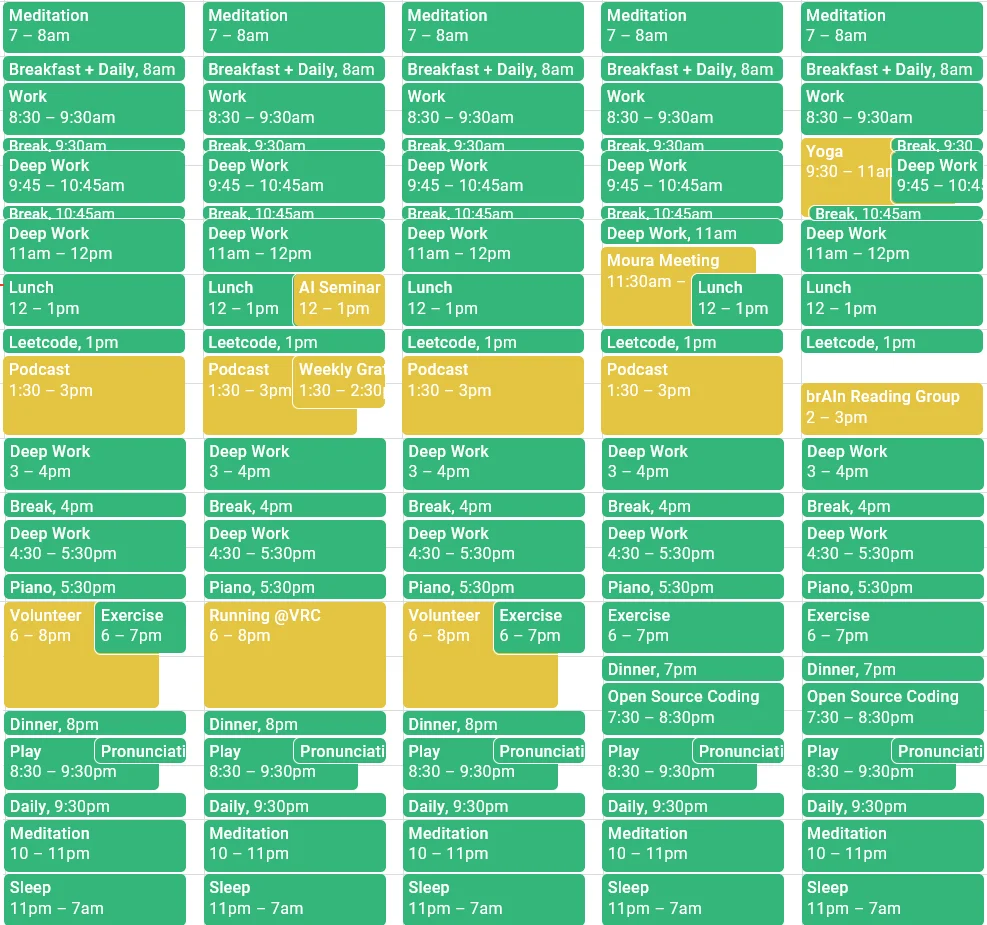 Meditation
7 – 8am
Breakfast + Daily, 8am
Work
8:30 – 9:30am
Break, 9:30am
Deep Work
9:45 – 10:45am
Break, 10:45am
Deep Work
11am – 12pm
Lunch
12 – 1pm
Leetcode, 1pm
Podcast
1:30 – 3pm
Deep Work
3 – 4pm
Break, 4pm
Deep Work
4:30 – 5:30pm
Piano, 5:30pm
Volunteer
6 – 8pm
Exercise
6 – 7pm
Dinner, 8pm
Play
8:30 – 9:30pm
Pronunciati
Daily, 9:30pm
Meditation
10 – 11pm
Sleep
11pm – 7am
Meditation
7 – 8am
Breakfast + Daily, 8am
Work
8:30 – 9:30am
Break, 9:30am
Deep Work
9:45 – 10:45am
Break, 10:45am
Deep Work
11am – 12pm
Lunch
12 – 1pm
AI Seminar
12 – 1pm
Leetcode, 1pm
Podcast
1:30 – 3pm
Weekly Grat
1:30 – 2:30p
Deep Work
3 – 4pm
Break, 4pm
Deep Work
4:30 – 5:30pm
Piano, 5:30pm
Running @VRC
6 – 8pm
Dinner, 8pm
Play
8:30 – 9:30pm
Pronunciati
Daily, 9:30pm
Meditation
10 – 11pm
Sleep
11pm – 7am
Meditation
7 – 8am
Breakfast + Daily, 8am
Work
8:30 – 9:30am
Break, 9:30am
Deep Work
9:45 – 10:45am
Break, 10:45am
Deep Work
11am – 12pm
Lunch
12 – 1pm
Leetcode, 1pm
Podcast
1:30 – 3pm
Deep Work
3 – 4pm
Break, 4pm
Deep Work
4:30 – 5:30pm
Piano, 5:30pm
Volunteer
6 – 8pm
Exercise
6 – 7pm
Dinner, 8pm
Play
8:30 – 9:30pm
Pronunciati
Daily, 9:30pm
Meditation
10 – 11pm
Sleep
11pm – 7am
Meditation
7 – 8am
Breakfast + Daily, 8am
Work
8:30 – 9:30am
Break, 9:30am
Deep Work
9:45 – 10:45am
Break, 10:45am
Deep Work, 11am
Moura Meeting
11:30am –
Lunch
12 – 1pm
Leetcode, 1pm
Podcast
1:30 – 3pm
Deep Work
3 – 4pm
Break, 4pm
Deep Work
4:30 – 5:30pm
Piano, 5:30pm
Exercise
6 – 7pm
Dinner, 7pm
Open Source Coding
7:30 – 8:30pm
Play
8:30 – 9:30pm
Pronunciati
Daily, 9:30pm
Meditation
10 – 11pm
Sleep
11pm – 7am
Meditation
7 – 8am
Breakfast + Daily, 8am
Work
8:30 – 9:30am
Yoga
9:30 – 11am
Break, 9:30
Deep Work
9:45 – 10:45
Break, 10:45am
Deep Work
11am – 12pm
Lunch
12 – 1pm
Leetcode, 1pm
brAIn Reading Group
2 – 3pm
Deep Work
3 – 4pm
Break, 4pm
Deep Work
4:30 – 5:30pm
Piano, 5:30pm
Exercise
6 – 7pm
Dinner, 7pm
Open Source Coding
7:30 – 8:30pm
Play
8:30 – 9:30pm
Pronunciati
Daily, 9:30pm
Meditation
10 – 11pm
Sleep
11pm – 7am